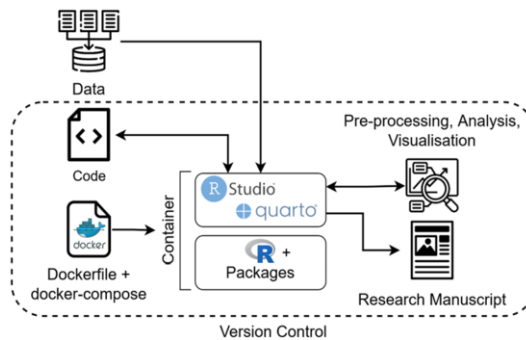 Data
Code
docker
Dockerfile +
docker-compose
Container
R Studio
quarto
R +
Packages
Pre-processing, Analysis,
Visualisation
Research Manuscript
Version Control